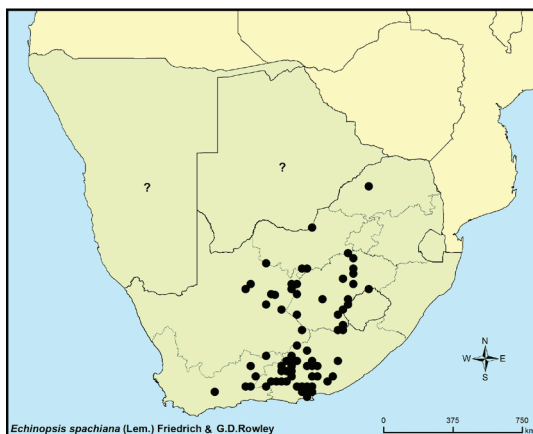 ?
?
N
W E
S
Echinopsis spachiana (Lem.) Friedrich & G.D.Rowley
0 375 750
km